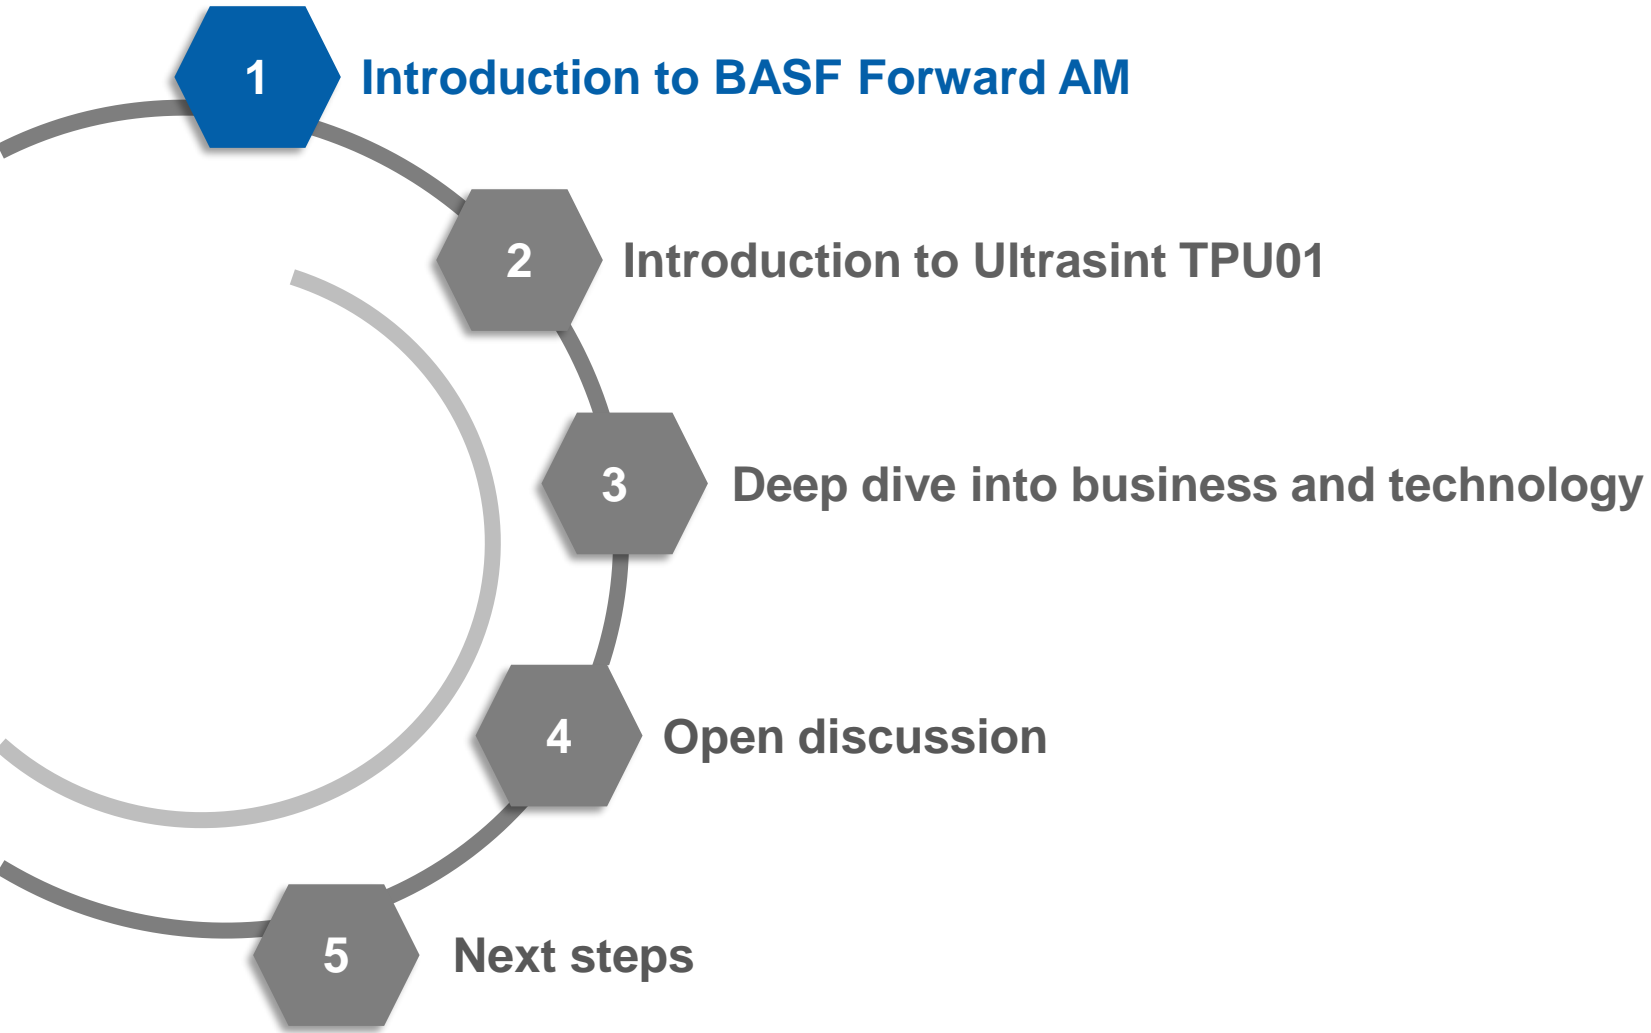 1 Introduction to BASF Forward AM
2 Introduction to Ultrasint TPU01
3 Deep dive into business and technology
4 Open discussion
5 Next steps